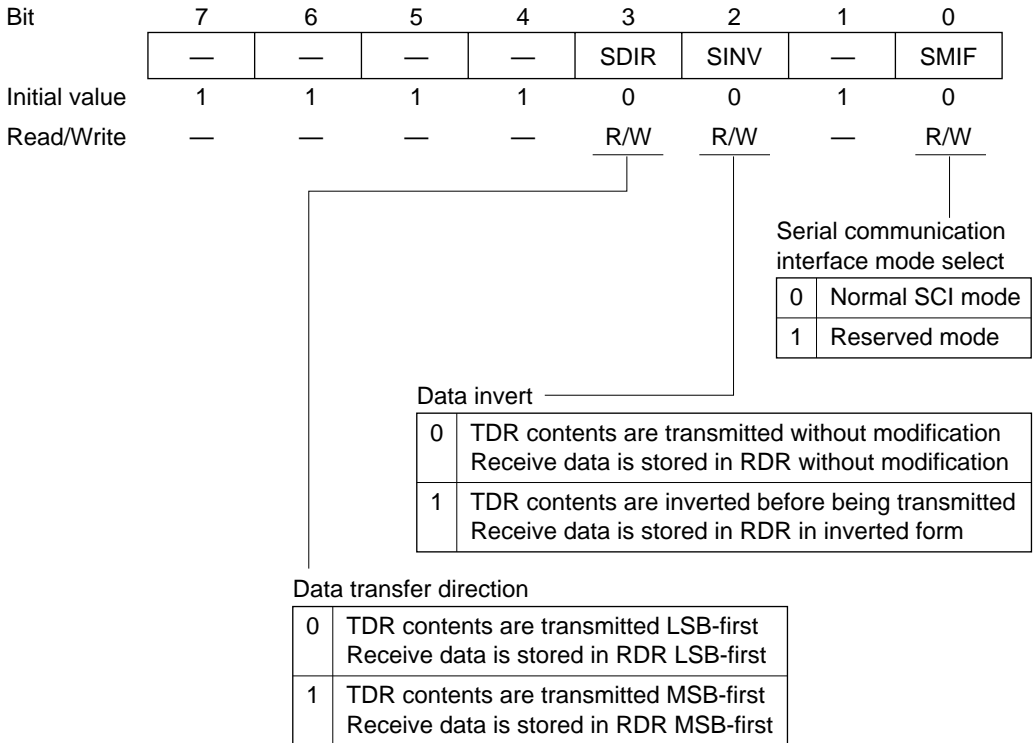 Bit 7 6 5 4 3 2 1 0
— — — — SDIR SINV — SMIF
Initial value 1 1 1 1 0 0 1 0
Read/Write — — — — R/W R/W — R/W
Serial communication
interface mode select
0 Normal SCI mode
1 Reserved mode
Data invert
0 TDR contents are transmitted without modification
Receive data is stored in RDR without modification
1 TDR contents are inverted before being transmitted
Receive data is stored in RDR in inverted form
Data transfer direction
0 TDR contents are transmitted LSB-first
Receive data is stored in RDR LSB-first
1 TDR contents are transmitted MSB-first
Receive data is stored in RDR MSB-first